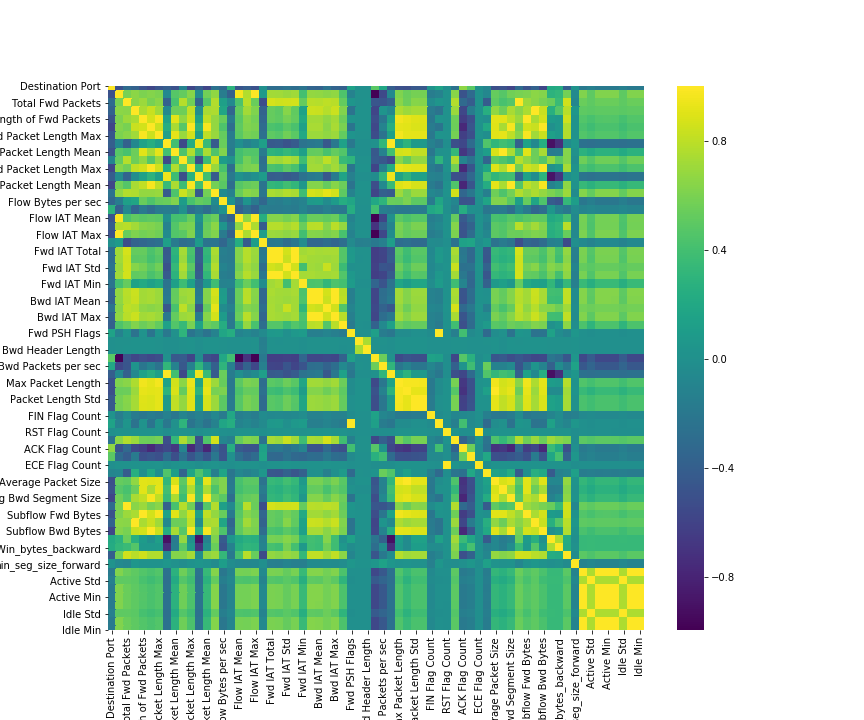 Destination Port
Total Fwd Packets
ngth of Fwd Packets
d Packet Length Max
Packet Length Mean
d Packet Length Max
Packet Length Mean
Flow Bytes per sec
Flow IAT Mean
Flow IAT Max
Fwd IAT Total
Fwd IAT Std
Fwd IAT Min
Bwd IAT Mean
Bwd IAT Max
Fwd PSH Flags
Bwd Header Length
Bwd Packets per sec
Max Packet Length
Packet Length Std
FIN Flag Count
RST Flag Count
ACK Flag Count
ECE Flag Count
Average Packet Size
g Bwd Segment Size
Subflow Fwd Bytes
Subflow Bwd Bytes
Win_bytes_backward
in_seg_size_forward
Active Std
Active Min
Idle Std
Idle Min
Destination Port
otal Fwd Packets
n of Fwd Packets
cket Length Max
ket Length Mean
cket Length Max
ket Length Mean
ow Bytes per sec
Flow IAT Mean
Flow IAT Max
Fwd IAT Total
Fwd IAT Std
Fwd IAT Min
Bwd IAT Mean
Bwd IAT Max
Fwd PSH Flags
d Header Length
Packets per sec
ax Packet Length
acket Length Std
FIN Flag Count
RST Flag Count
ACK Flag Count
ECE Flag Count
rage Packet Size
wd Segment Size
bflow Fwd Bytes
bflow Bwd Bytes
bytes_backward
eg_size_forward
Active Std
Active Min
Idle Std
Idle Min
0.8
0.4
0.0
−0.4
−0.8